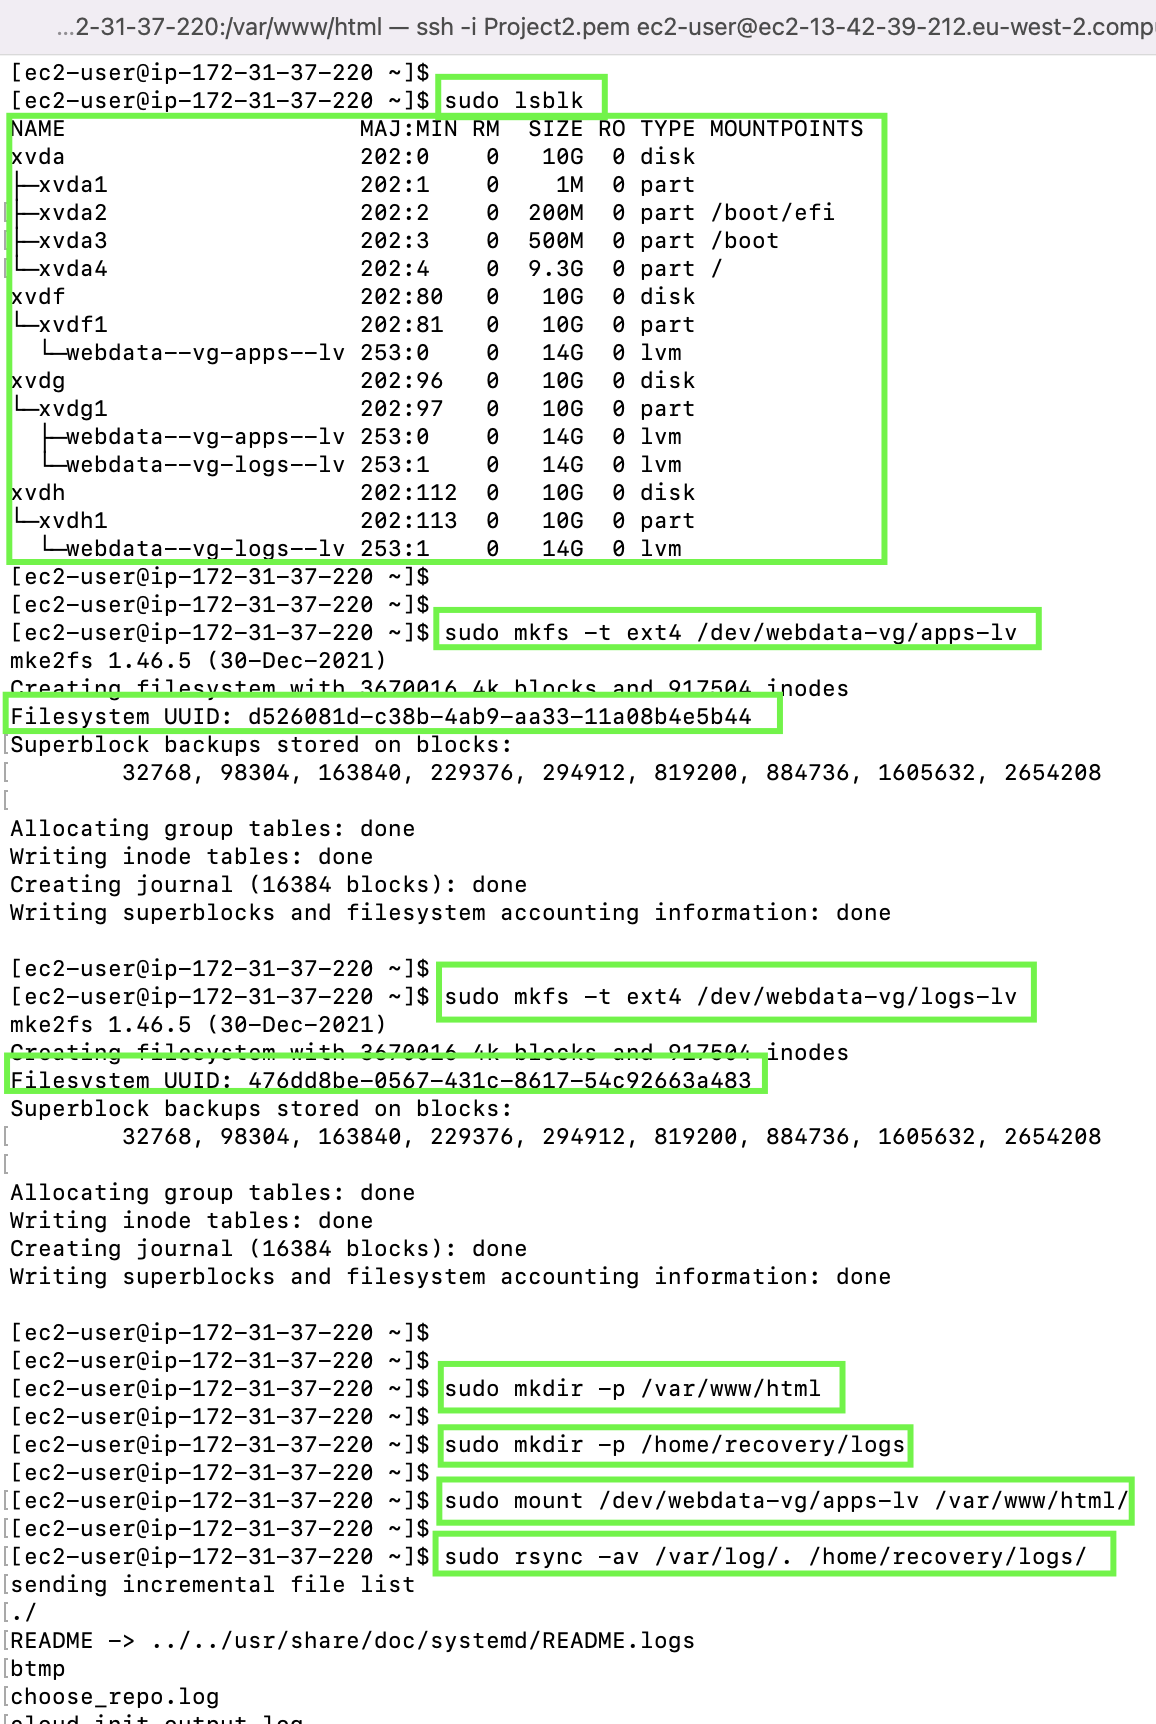 ...2-31-37-220:/var/www/html — ssh -i Project2.pem ec2-user@ec2-13-42-39-212.eu-west-2.comp
[ec2-user@ip-172-31-37-220 ~]$
[ec2-user@ip-172-31-37-220 ~]$ sudo lsblk
NAME                     MAJ:MIN RM  SIZE RO TYPE MOUNTPOINTS
xvda                     202:0    0   10G  0 disk
├─xvda1                  202:1    0    1M  0 part
├─xvda2                  202:2    0  200M  0 part /boot/efi
├─xvda3                  202:3    0  500M  0 part /boot
└─xvda4                  202:4    0  9.3G  0 part /
xvdf                     202:80   0   10G  0 disk
└─xvdf1                  202:81   0   10G  0 part
  └─webdata--vg-apps--lv 253:0    0   14G  0 lvm
xvdg                     202:96   0   10G  0 disk
└─xvdg1                  202:97   0   10G  0 part
  ├─webdata--vg-apps--lv 253:0    0   14G  0 lvm
  └─webdata--vg-logs--lv 253:1    0   14G  0 lvm
xvdh                     202:112  0   10G  0 disk
└─xvdh1                  202:113  0   10G  0 part
  └─webdata--vg-logs--lv 253:1    0   14G  0 lvm
[ec2-user@ip-172-31-37-220 ~]$
[ec2-user@ip-172-31-37-220 ~]$
[ec2-user@ip-172-31-37-220 ~]$ sudo mkfs -t ext4 /dev/webdata-vg/apps-lv
mke2fs 1.46.5 (30-Dec-2021)
Creating filesystem with 3670016 4k blocks and 917504 inodes
Filesystem UUID: d526081d-c38b-4ab9-aa33-11a08b4e5b44
Superblock backups stored on blocks:
        32768, 98304, 163840, 229376, 294912, 819200, 884736, 1605632, 2654208
Allocating group tables: done
Writing inode tables: done
Creating journal (16384 blocks): done
Writing superblocks and filesystem accounting information: done
[ec2-user@ip-172-31-37-220 ~]$
[ec2-user@ip-172-31-37-220 ~]$ sudo mkfs -t ext4 /dev/webdata-vg/logs-lv
mke2fs 1.46.5 (30-Dec-2021)
Creating filesystem with 3670016 4k blocks and 917504 inodes
Filesystem UUID: 476dd8be-0567-431c-8617-54c92663a483
Superblock backups stored on blocks:
        32768, 98304, 163840, 229376, 294912, 819200, 884736, 1605632, 2654208
Allocating group tables: done
Writing inode tables: done
Creating journal (16384 blocks): done
Writing superblocks and filesystem accounting information: done
[ec2-user@ip-172-31-37-220 ~]$
[ec2-user@ip-172-31-37-220 ~]$
[ec2-user@ip-172-31-37-220 ~]$ sudo mkdir -p /var/www/html
[ec2-user@ip-172-31-37-220 ~]$
[ec2-user@ip-172-31-37-220 ~]$ sudo mkdir -p /home/recovery/logs
[ec2-user@ip-172-31-37-220 ~]$
[ec2-user@ip-172-31-37-220 ~]$ sudo mount /dev/webdata-vg/apps-lv /var/www/html/
[ec2-user@ip-172-31-37-220 ~]$
[ec2-user@ip-172-31-37-220 ~]$ sudo rsync -av /var/log/. /home/recovery/logs/
sending incremental file list
./
README -> ../../usr/share/doc/systemd/README.logs
btmp
choose_repo.log
cloud-init-output.log